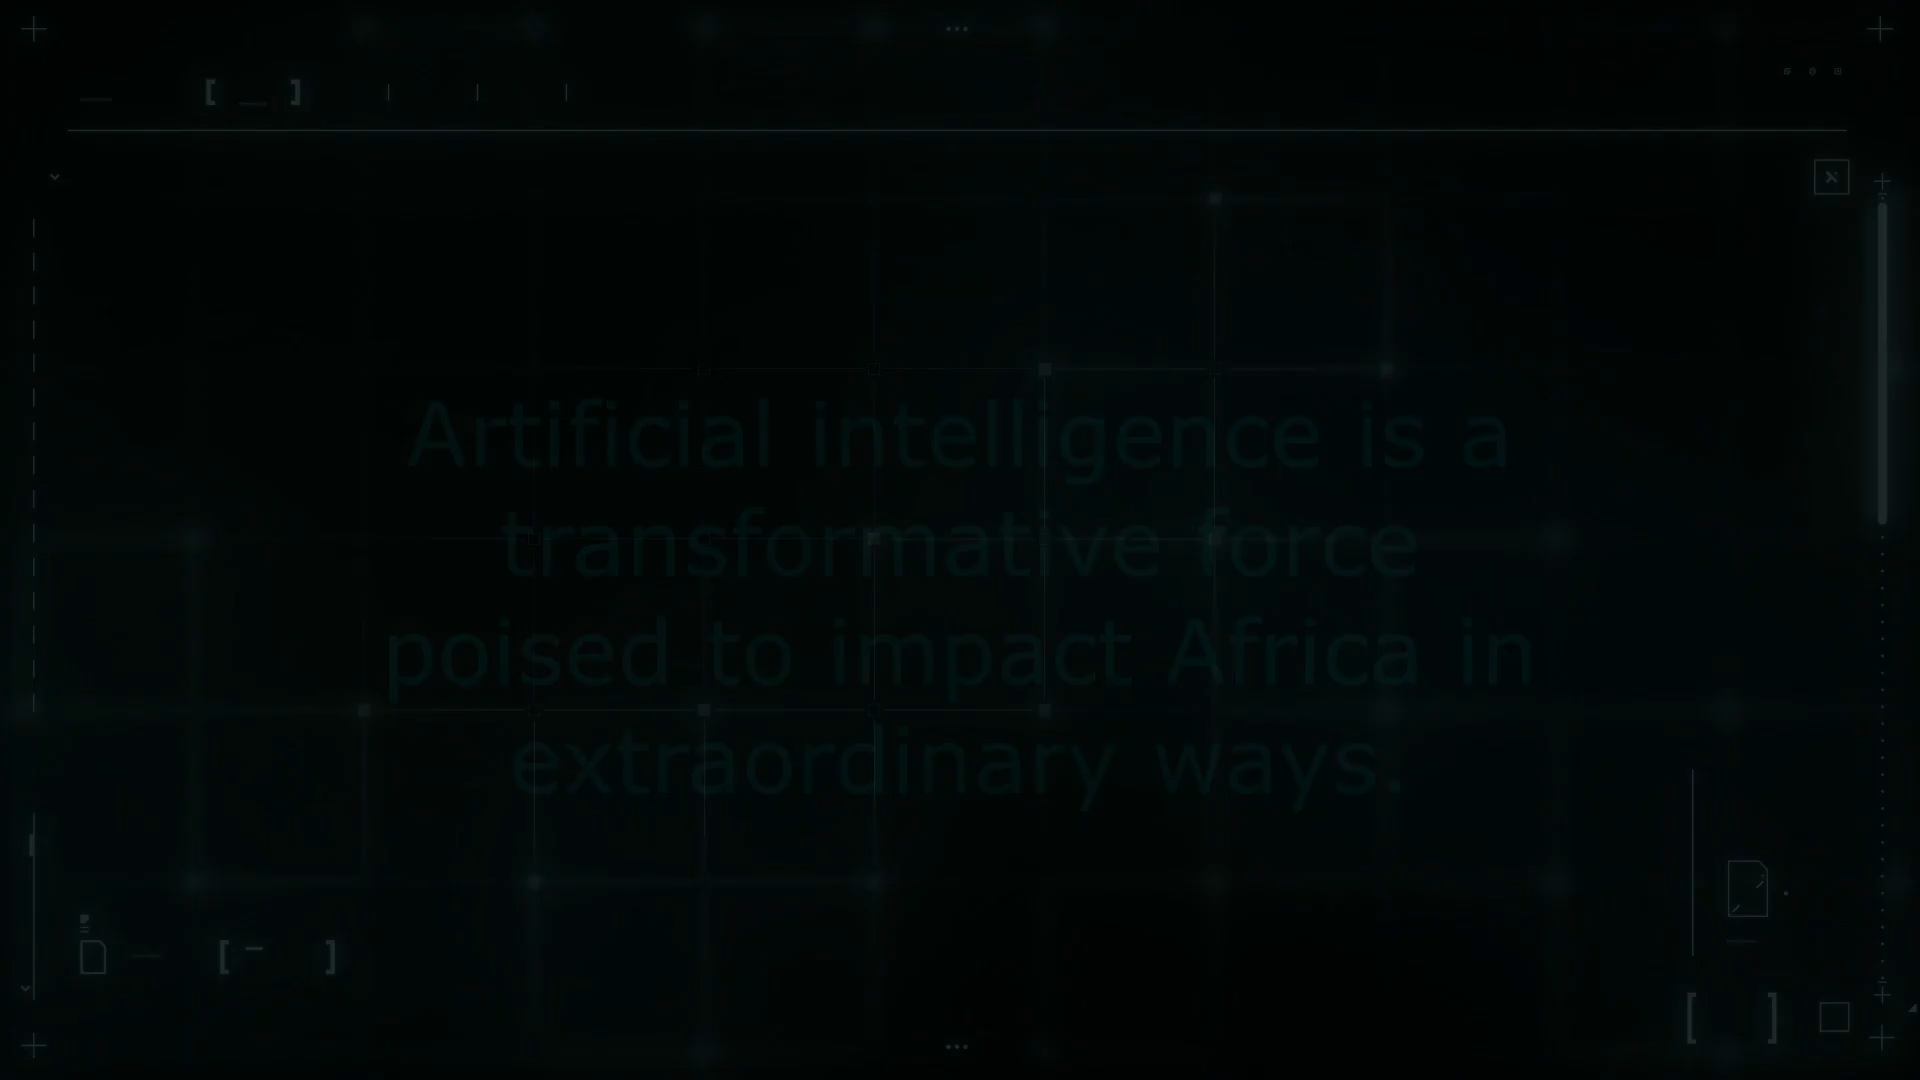 Artificial intelligence is a
transformative force
poised to impact Africa in
extraordinary ways.